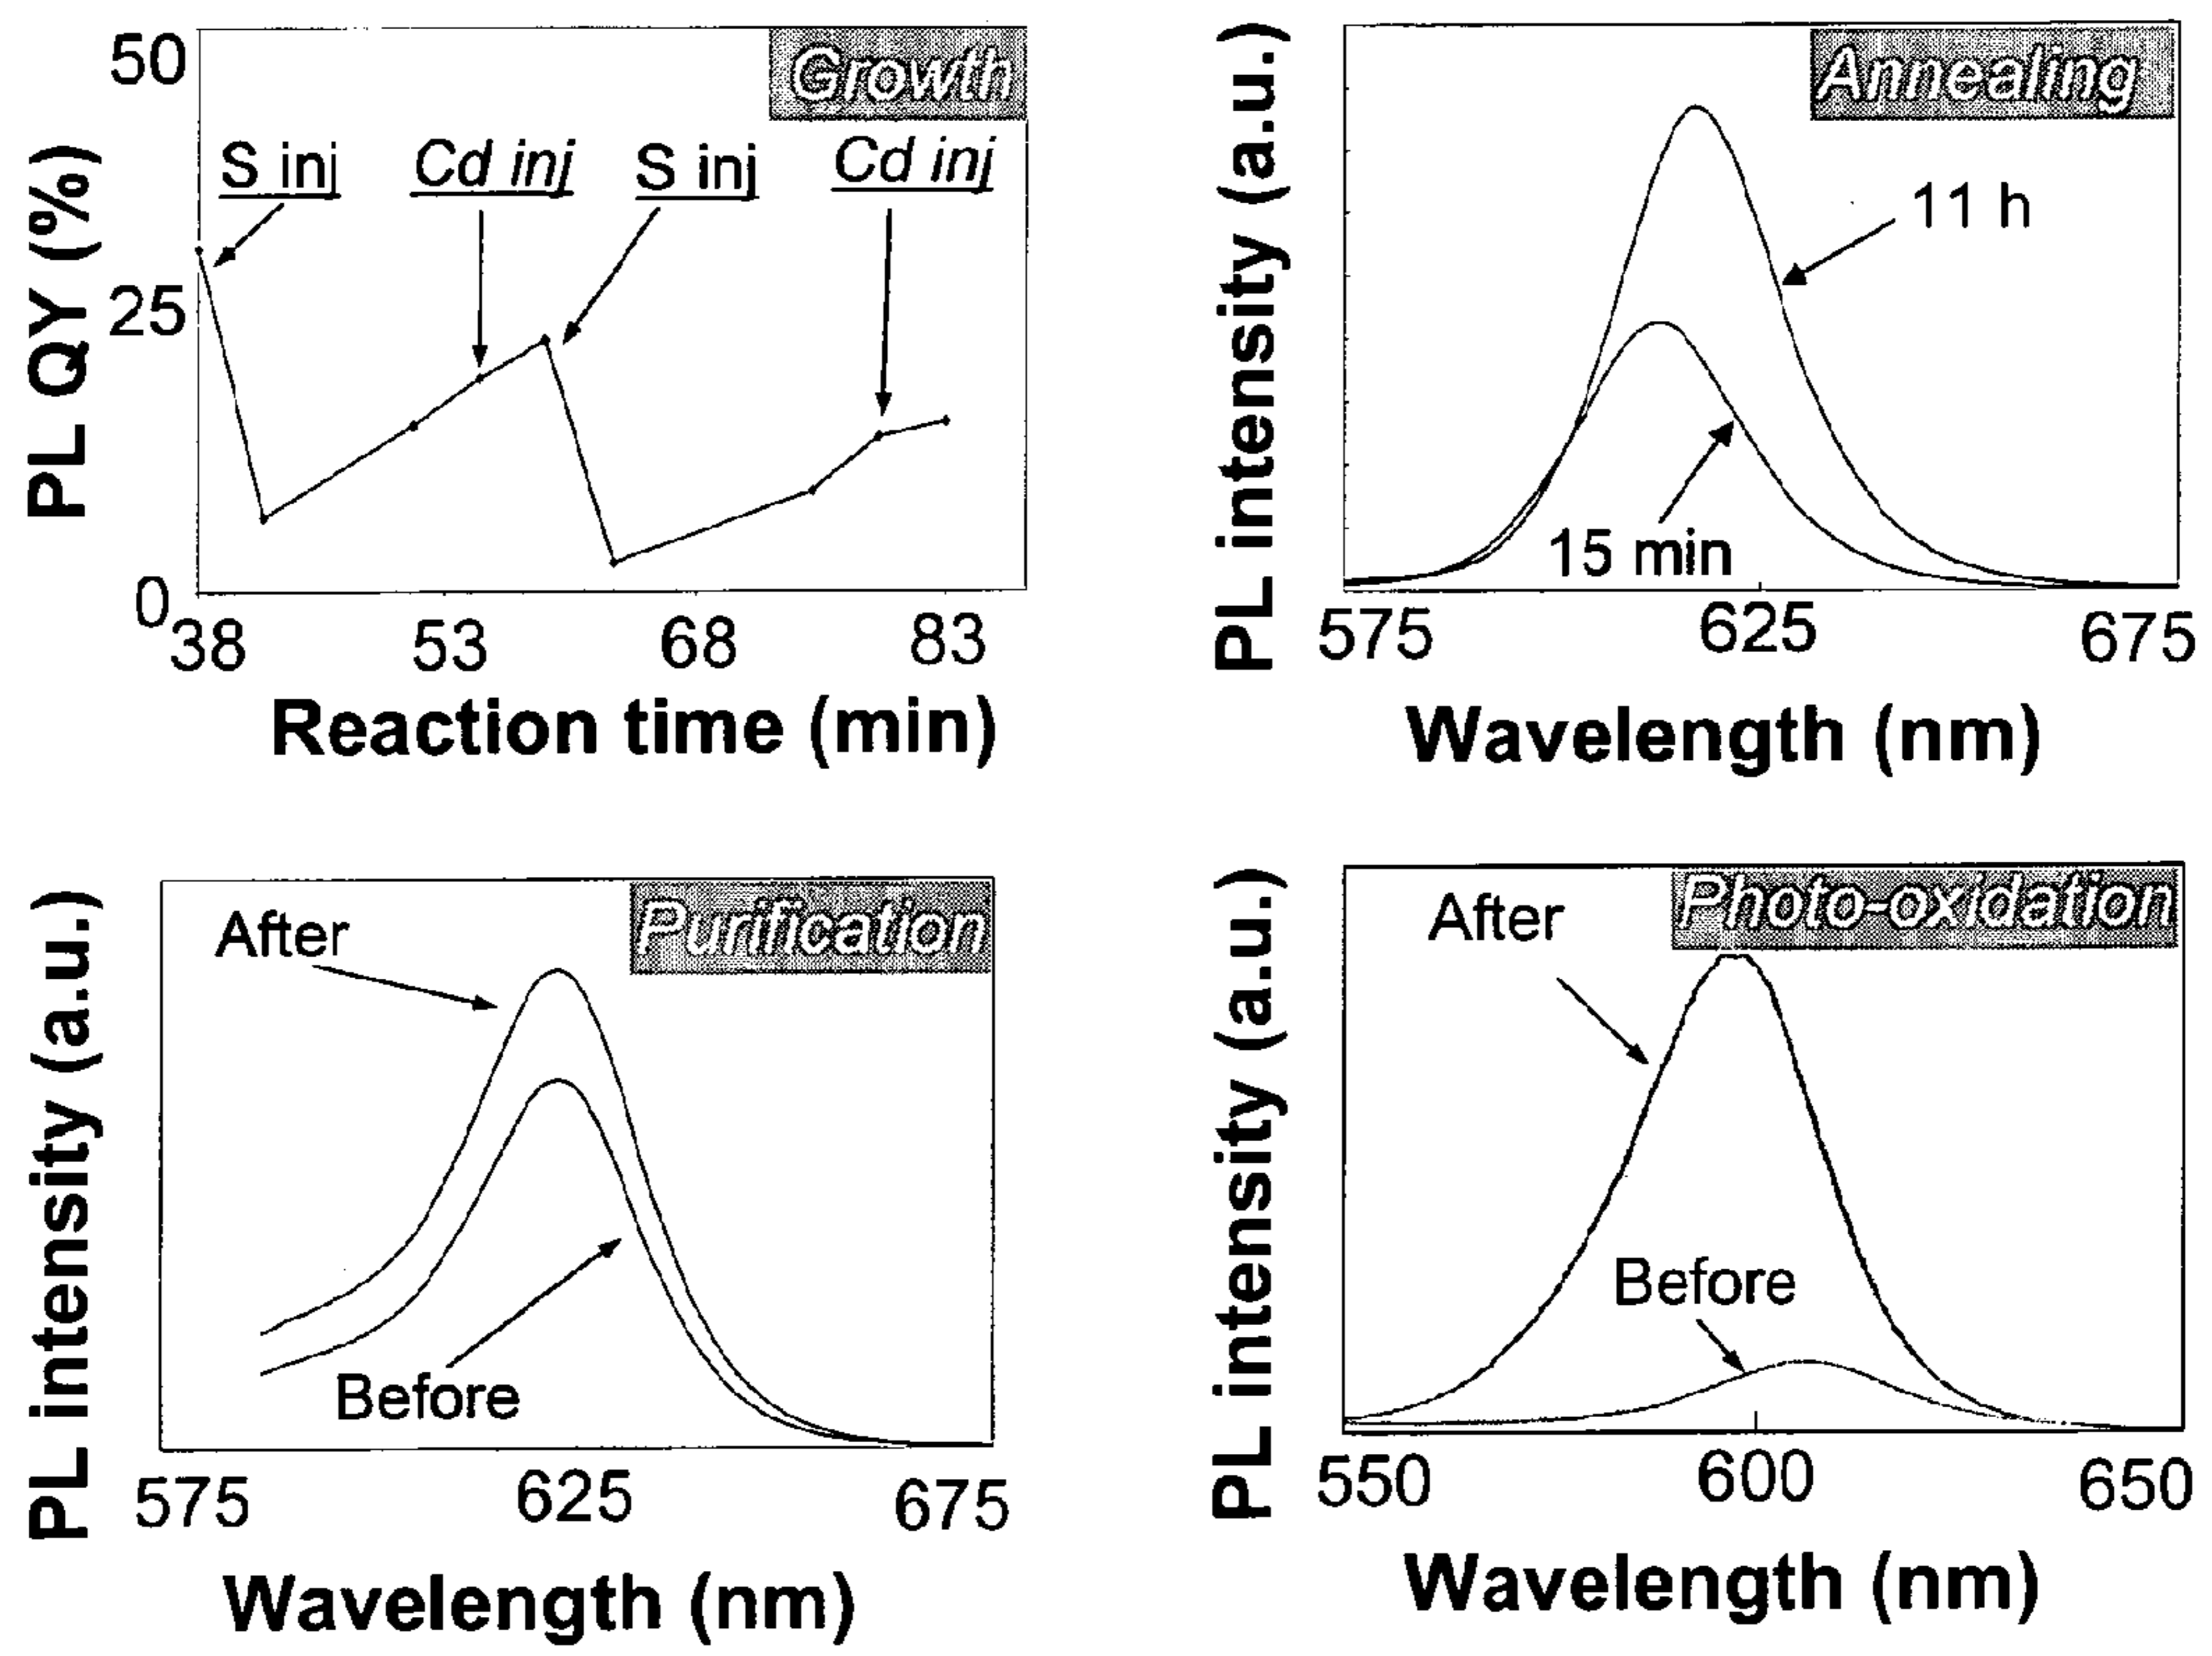 Growth
PL QY (%)
50
25
0
S inj
Cd inj
S inj
Cd inj
38 53 68 83
Reaction time (min)
Annealing
PL intensity (a.u.)
11 h
15 min
575 625 675
Wavelength (nm)
Purification
PL intensity (a.u.)
After
Before
575 625 675
Wavelength (nm)
Photo-oxidation
PL intensity (a.u.)
After
Before
550 600 650
Wavelength (nm)